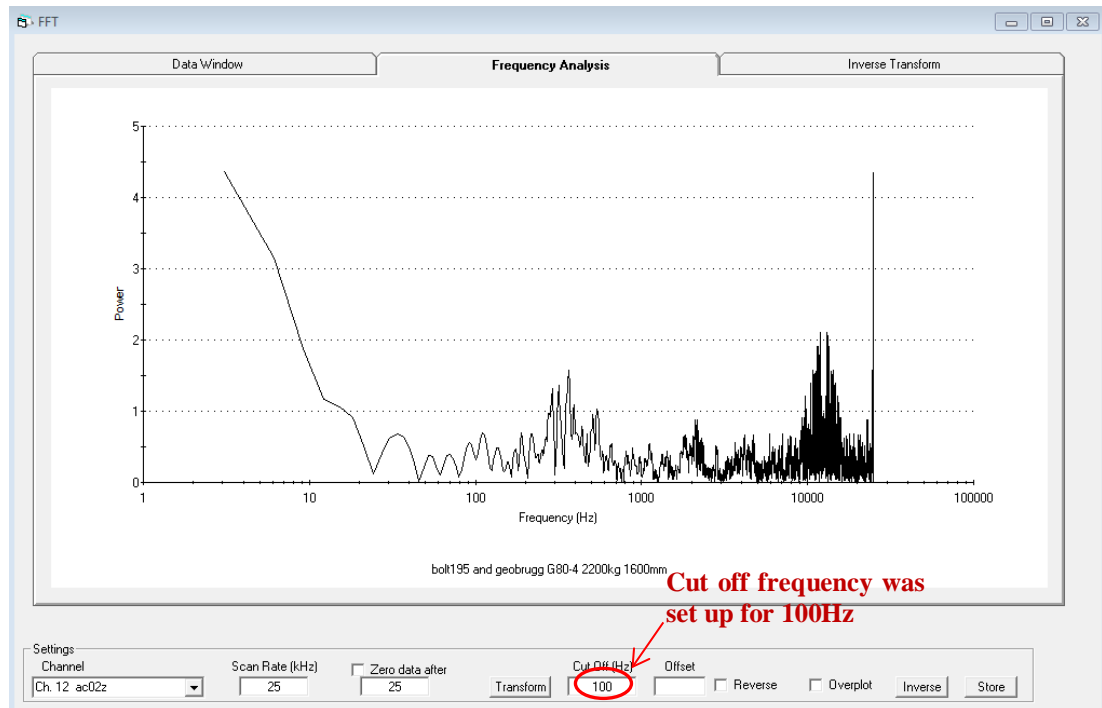 FFT
Data Window Frequency Analysis Inverse Transform
5
4
3
2
1
0
Power
1 10 100 1000 10000 100000
Frequency (Hz)
bolt195 and geobrugg G80-4 2200kg 1600mm
Cut off frequency was
set up for 100Hz
Settings
Channel Scan Rate (kHz) Zero data after Cut Off (Hz) Offset
Ch. 12 ac02z 25 25 Transform 100 Reverse Overplot Inverse Store